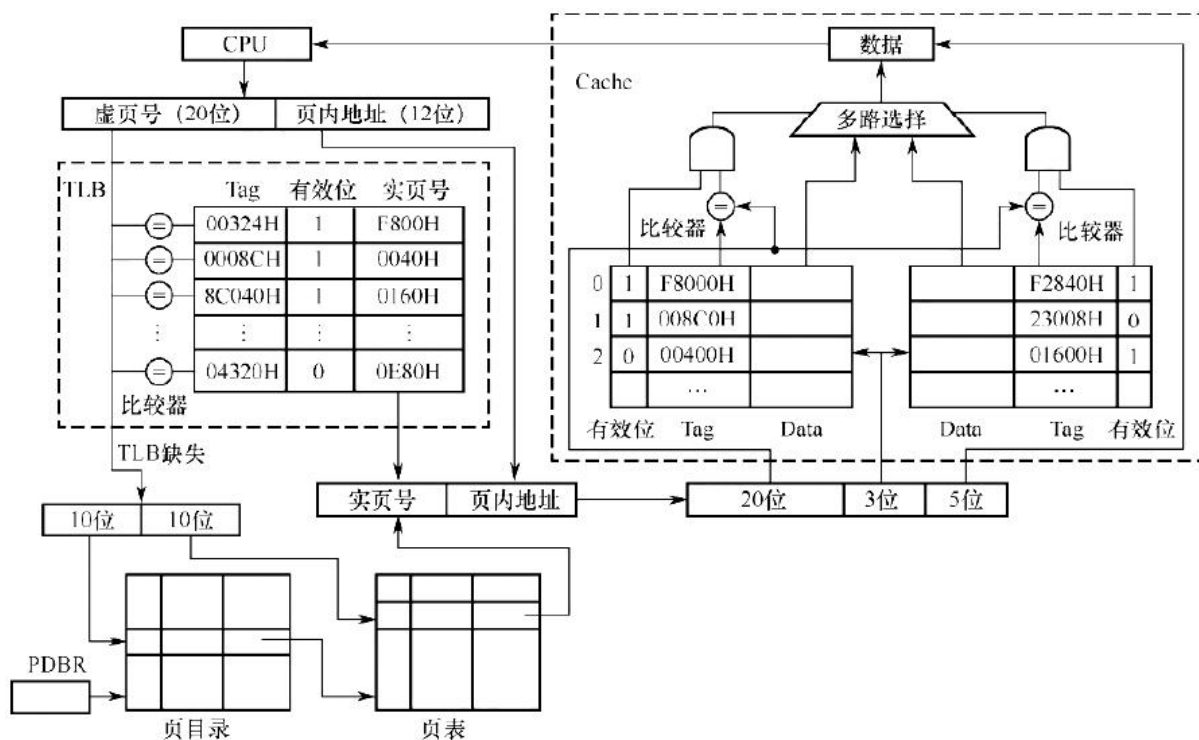 CPU
数据
Cache
虚页号（20位） 页内地址（12位）
多路选择
TLB
Tag 有效位 实页号
= 00324H 1 F800H
= 0008CH 1 0040H
= 8C040H 1 0160H
⋮ ⋮ ⋮
= 04320H 0 0E80H
比较器
= =
比较器 比较器
0 1 F8000H F2840H 1
1 1 008C0H 23008H 0
2 0 00400H 01600H 1
… …
有效位 Tag Data Data Tag 有效位
TLB缺失
实页号 页内地址
20位 3位 5位
10位 10位
PDBR
页目录
页表